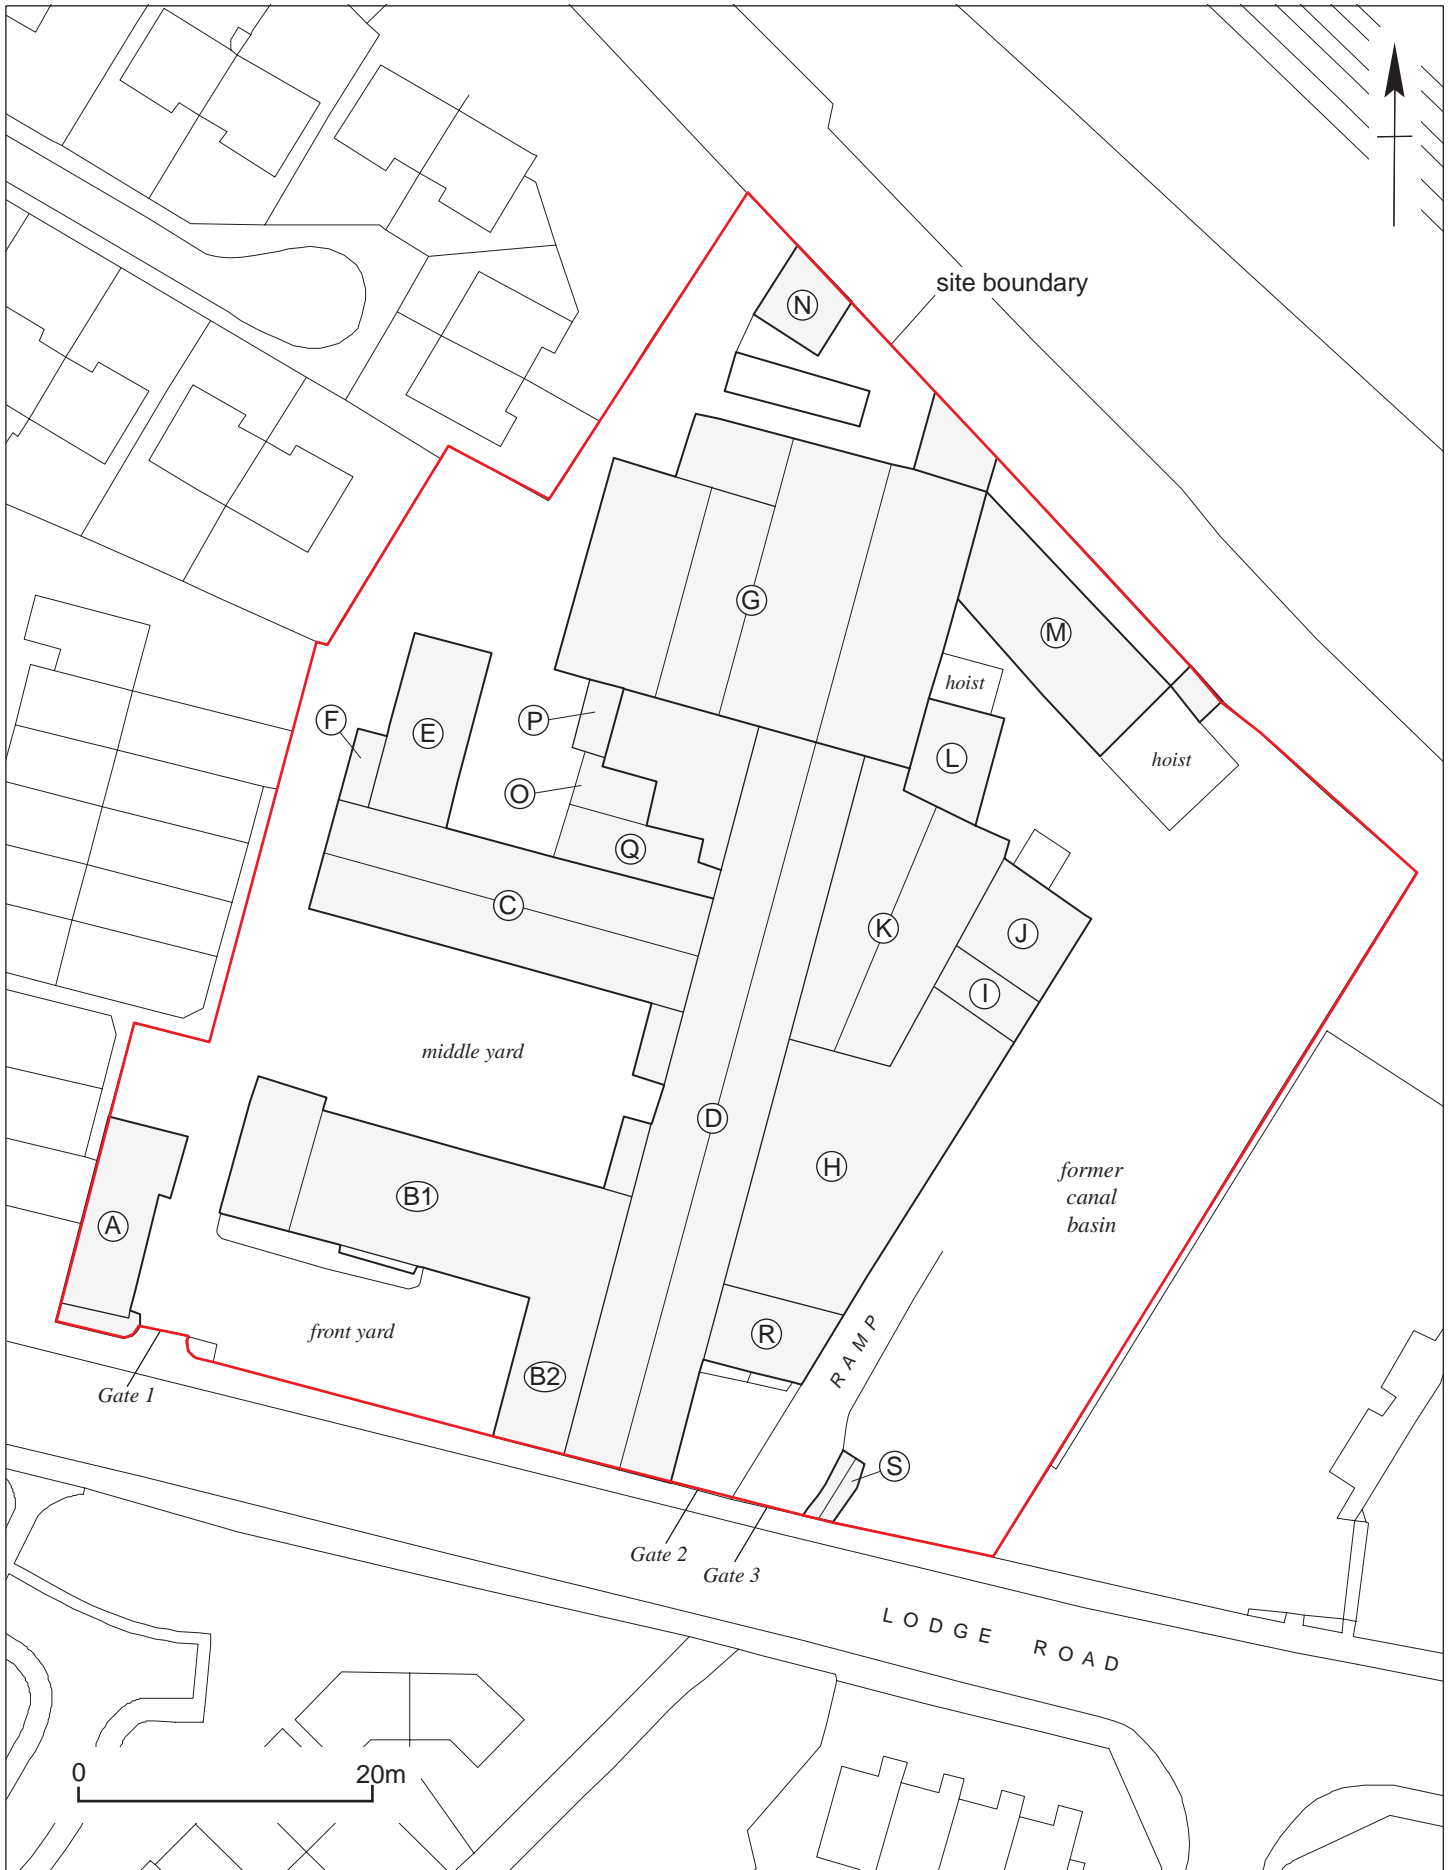 site boundary
N
G
M
hoist
F
E
P
L
hoist
O
Q
C
K
J
I
middle yard
D
H
former
canal
basin
B1
A
front yard
R
RAMP
B2
Gate 1
S
Gate 2
Gate 3
LODGE ROAD
0 20m